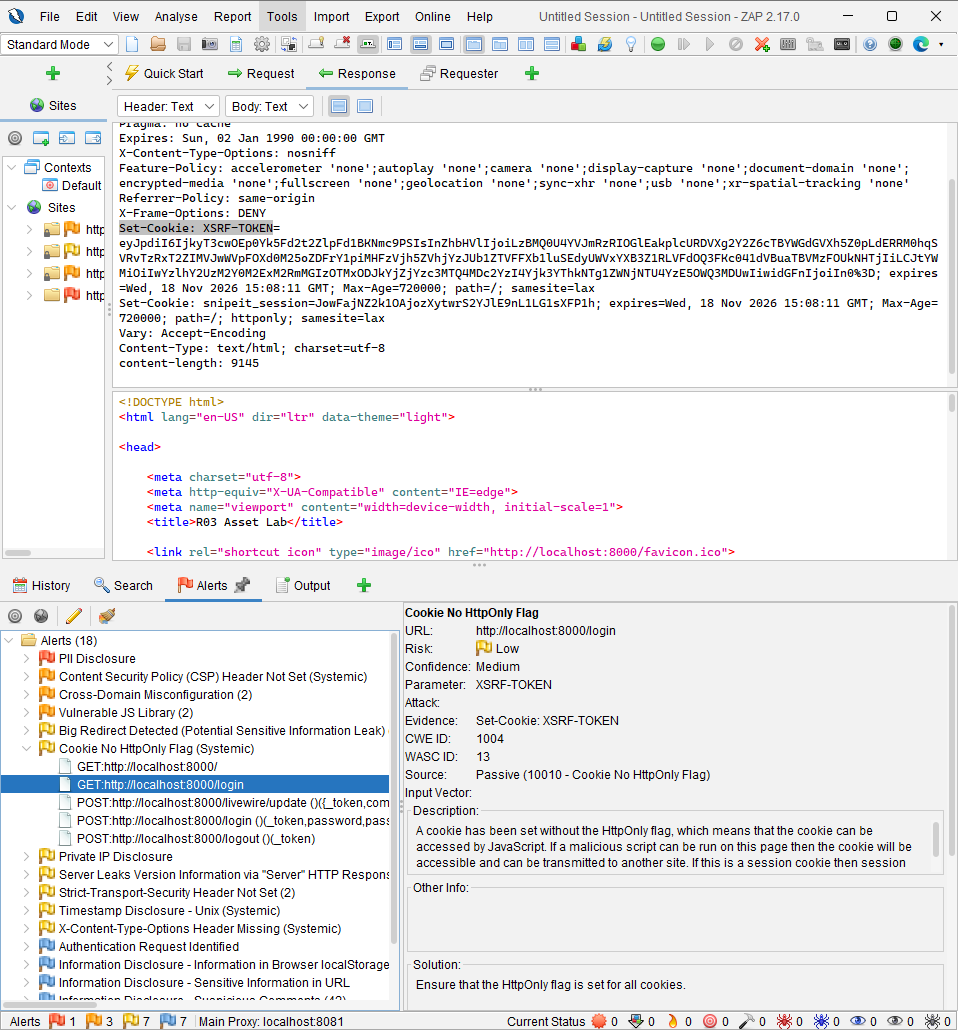 File Edit View Analyse Report Tools Import Export Online Help Untitled Session - Untitled Session - ZAP 2.17.0
Standard Mode
Quick Start Request Response Requester
Sites
Header: Text Body: Text
Contexts
Default
Sites
http
http
http
http
Pragma: no cache
Expires: Sun, 02 Jan 1990 00:00:00 GMT
X-Content-Type-Options: nosniff
Feature-Policy: accelerometer 'none';autoplay 'none';camera 'none';display-capture 'none';document-domain 'none';
encrypted-media 'none';fullscreen 'none';geolocation 'none';sync-xhr 'none';usb 'none';xr-spatial-tracking 'none'
Referrer-Policy: same-origin
X-Frame-Options: DENY
Set-Cookie: XSRF-TOKEN=
expires
=Wed, 18 Nov 2026 15:08:11 GMT; Max-Age=720000; path=/; samesite=lax
Set-Cookie: snipeit_session=JowFajNZ2k1OAjozXytwrS2YJlE9nL1LG1sXFP1h; expires=Wed, 18 Nov 2026 15:08:11 GMT; Max-Age=
720000; path=/; httponly; samesite=lax
Vary: Accept-Encoding
Content-Type: text/html; charset=utf-8
content-length: 9145
<!DOCTYPE html>
<html lang="en-US" dir="ltr" data-theme="light">
<head>
<meta charset="utf-8">
<meta http-equiv="X-UA-Compatible" content="IE=edge">
<meta name="viewport" content="width=device-width, initial-scale=1">
<title>R03 Asset Lab</title>
<link rel="shortcut icon" type="image/ico" href="http://localhost:8000/favicon.ico">
History Search Alerts Output
Alerts (18)
PII Disclosure
Content Security Policy (CSP) Header Not Set (Systemic)
Cross-Domain Misconfiguration (2)
Vulnerable JS Library (2)
Big Redirect Detected (Potential Sensitive Information Leak)
Cookie No HttpOnly Flag (Systemic)
GET:http://localhost:8000/
GET:http://localhost:8000/login
POST:http://localhost:8000/livewire/update ()({_token,com
POST:http://localhost:8000/login ()(_token,password,pass
POST:http://localhost:8000/logout ()(_token)
Private IP Disclosure
Server Leaks Version Information via "Server" HTTP Respons
Strict-Transport-Security Header Not Set (2)
Timestamp Disclosure - Unix (Systemic)
X-Content-Type-Options Header Missing (Systemic)
Authentication Request Identified
Information Disclosure - Information in Browser localStorage
Information Disclosure - Sensitive Information in URL
Information Disclosure - Suspicious Comments (42)
Cookie No HttpOnly Flag
URL: http://localhost:8000/login
Risk: Low
Confidence: Medium
Parameter: XSRF-TOKEN
Attack:
Evidence: Set-Cookie: XSRF-TOKEN
CWE ID: 1004
WASC ID: 13
Source: Passive (10010 - Cookie No HttpOnly Flag)
Input Vector:
Description:
A cookie has been set without the HttpOnly flag, which means that the cookie can be
accessed by JavaScript. If a malicious script can be run on this page then the cookie will be
accessible and can be transmitted to another site. If this is a session cookie then session
Other Info:
Solution:
Ensure that the HttpOnly flag is set for all cookies.
Alerts 1 3 7 7 Main Proxy: localhost:8081 Current Status 0 0 0 0 0 0 0 0 0 0